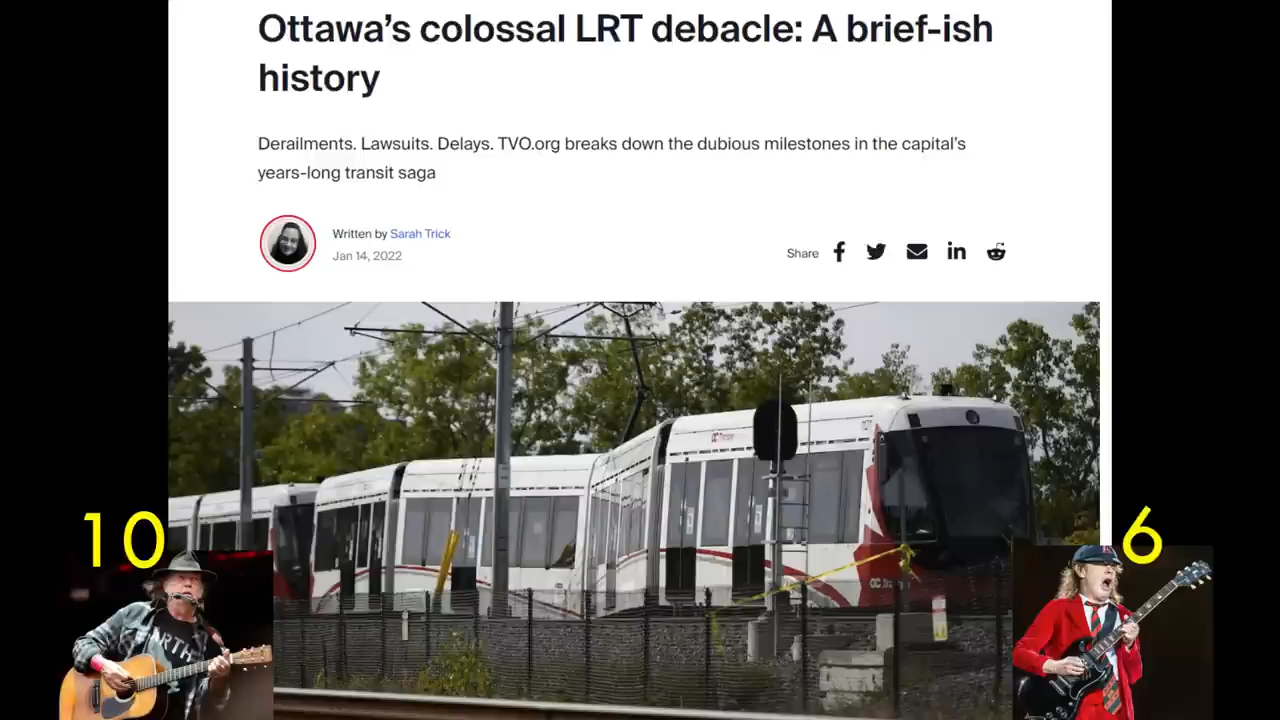 Ottawa’s colossal LRT debacle: A brief-ish
history
Derailments. Lawsuits. Delays. TVO.org breaks down the dubious milestones in the capital’s
years-long transit saga
Written by Sarah Trick
Jan 14, 2022
Share
10
6
EARTH